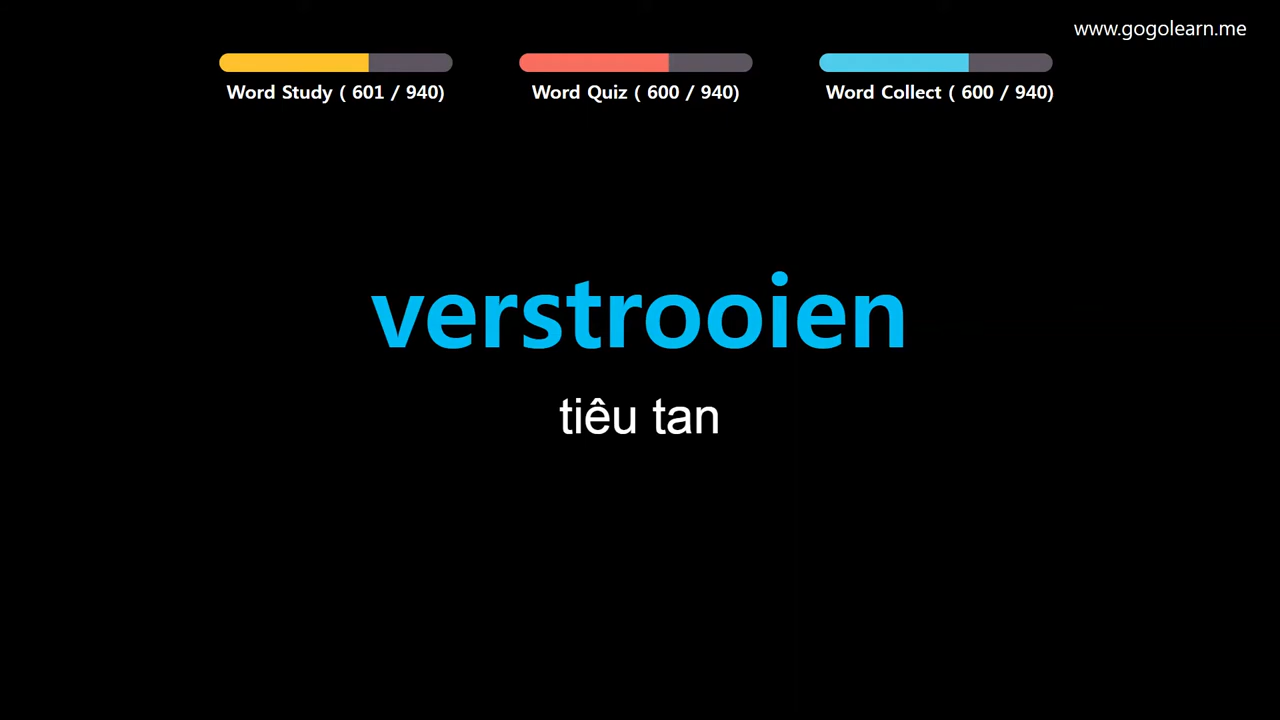 www.gogolearn.me
Word Study ( 601 / 940)
Word Quiz ( 600 / 940)
Word Collect ( 600 / 940)
verstrooien
tiêu tan